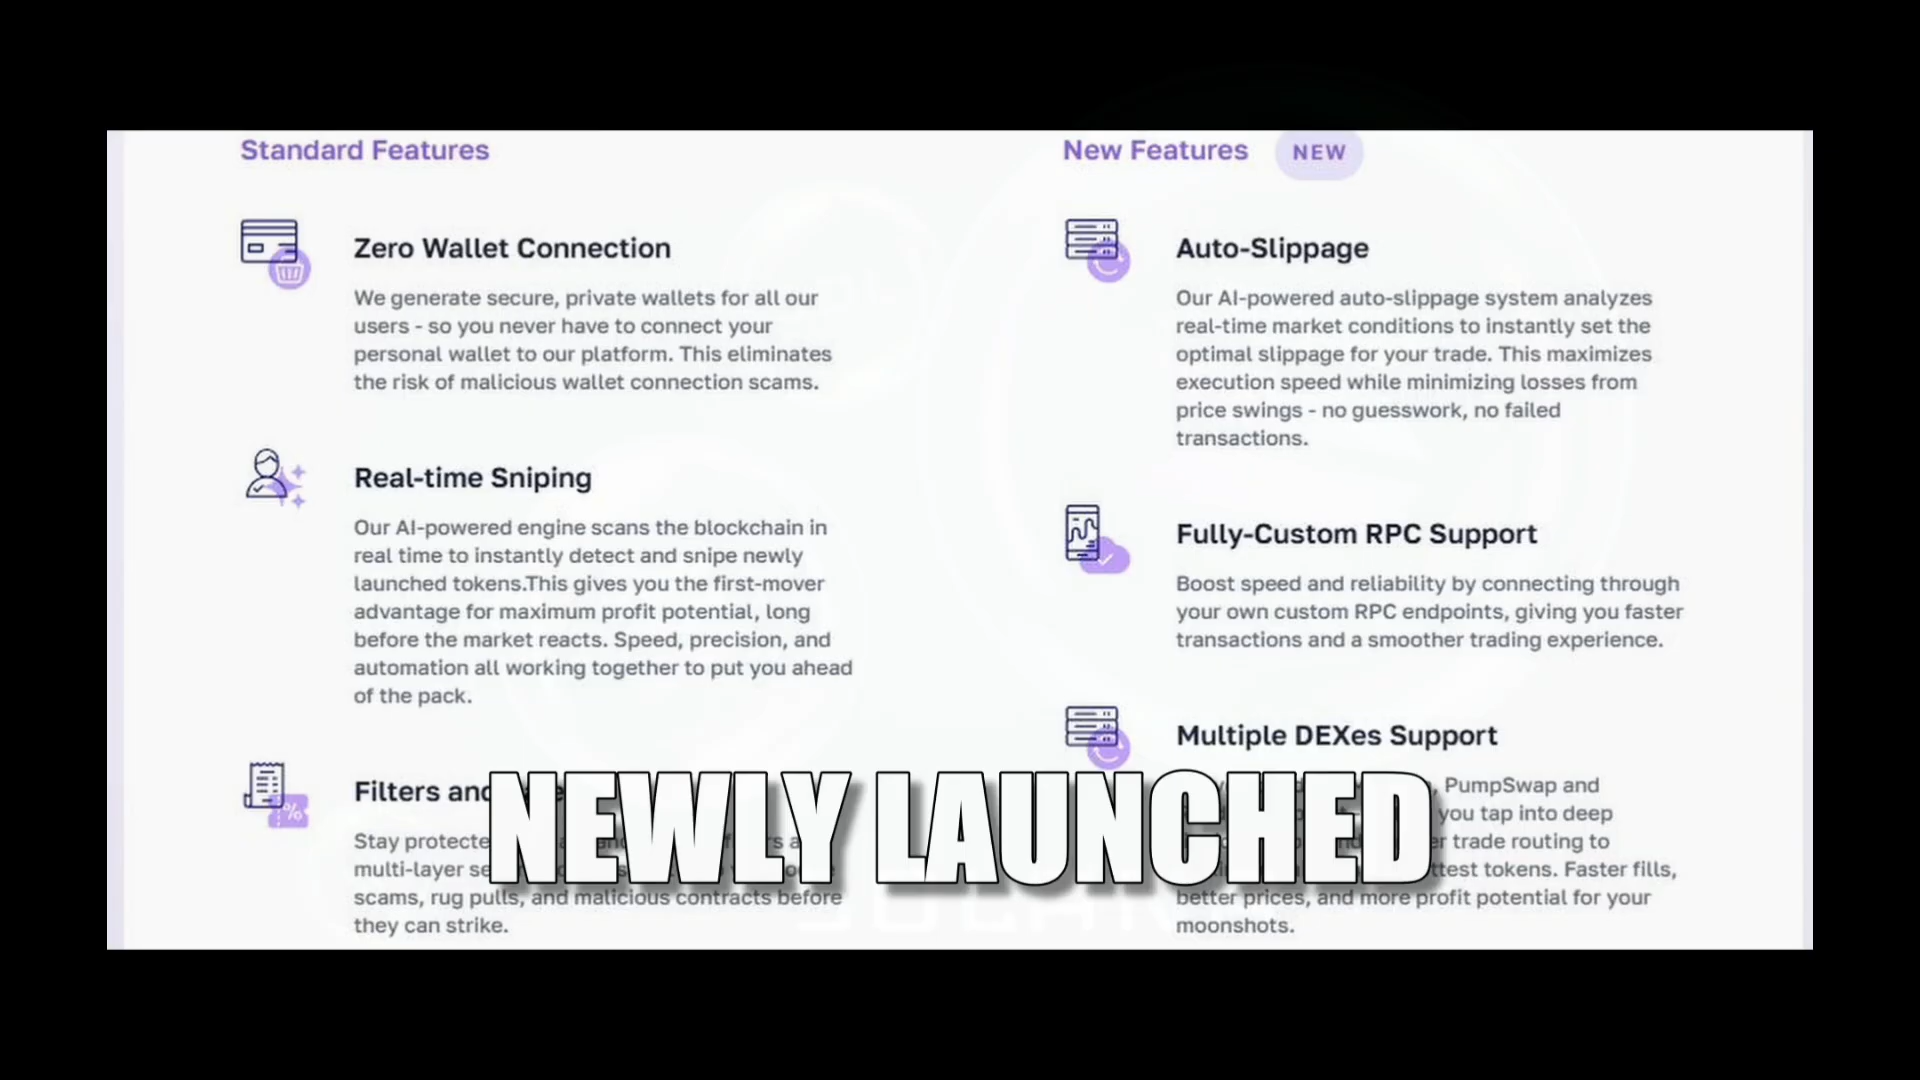 Standard Features
Zero Wallet Connection
We generate secure, private wallets for all our
users - so you never have to connect your
personal wallet to our platform. This eliminates
the risk of malicious wallet connection scams.
Real-time Sniping
Our AI-powered engine scans the blockchain in
real time to instantly detect and snipe newly
launched tokens.This gives you the first-mover
advantage for maximum profit potential, long
before the market reacts. Speed, precision, and
automation all working together to put you ahead
of the pack.
Filters
Stay
multi-layer
scams, rug pulls, and malicious contracts before
they can strike.
New Features NEW
Auto-Slippage
Our AI-powered auto-slippage system analyzes
real-time market conditions to instantly set the
optimal slippage for your trade. This maximizes
execution speed while minimizing losses from
price swings - no guesswork, no failed
transactions.
Fully-Custom RPC Support
Boost speed and reliability by connecting through
your own custom RPC endpoints, giving you faster
transactions and a smoother trading experience.
Multiple DEXes Support
, PumpSwap and
you tap into deep
trade routing to
tokens. Faster fills,
better prices, and more profit potential for your
moonshots.
NEWLY LAUNCHED